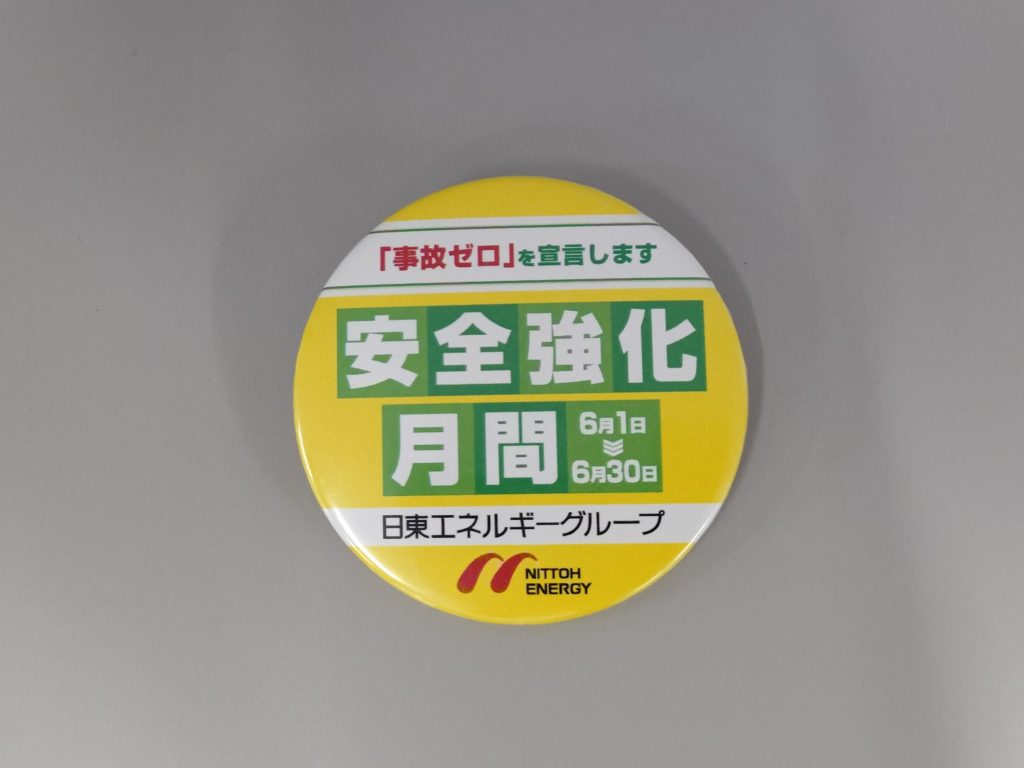 「事故ゼロ」を宣言します
安全強化
月間
6月1日
6月30日
日東エネルギーグループ
NITTOH
ENERGY